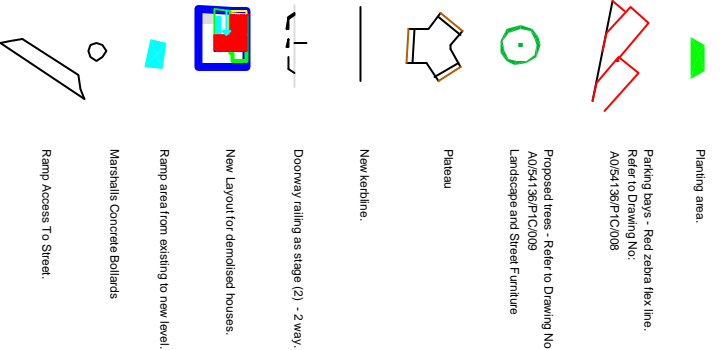 Planting area.
Parking bays - Red zebra flex line.
Refer to Drawing No:
A0/54136/P1C/008
Proposed trees - Refer to Drawing No
A0/54136/P1C/009
Landscape and Street Furniture
Plateau
New kerbline.
Doorway railing as stage (2) - 2 way.
New Layout for demolised houses.
Ramp area from existing to new level.
Marshalls Concrete Bollards
Ramp Access To Street.